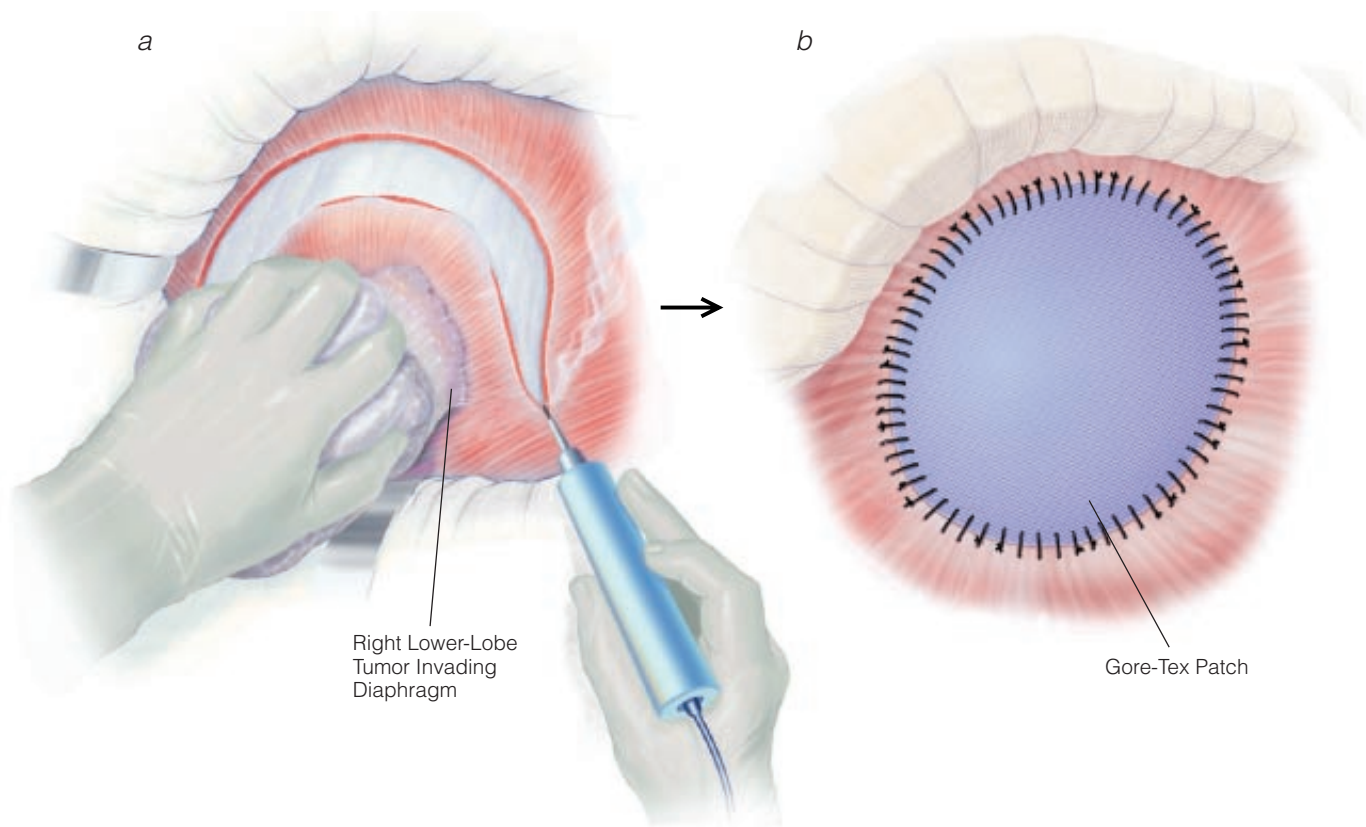 a
b
Right Lower-Lobe
Tumor Invading
Diaphragm
Gore-Tex Patch